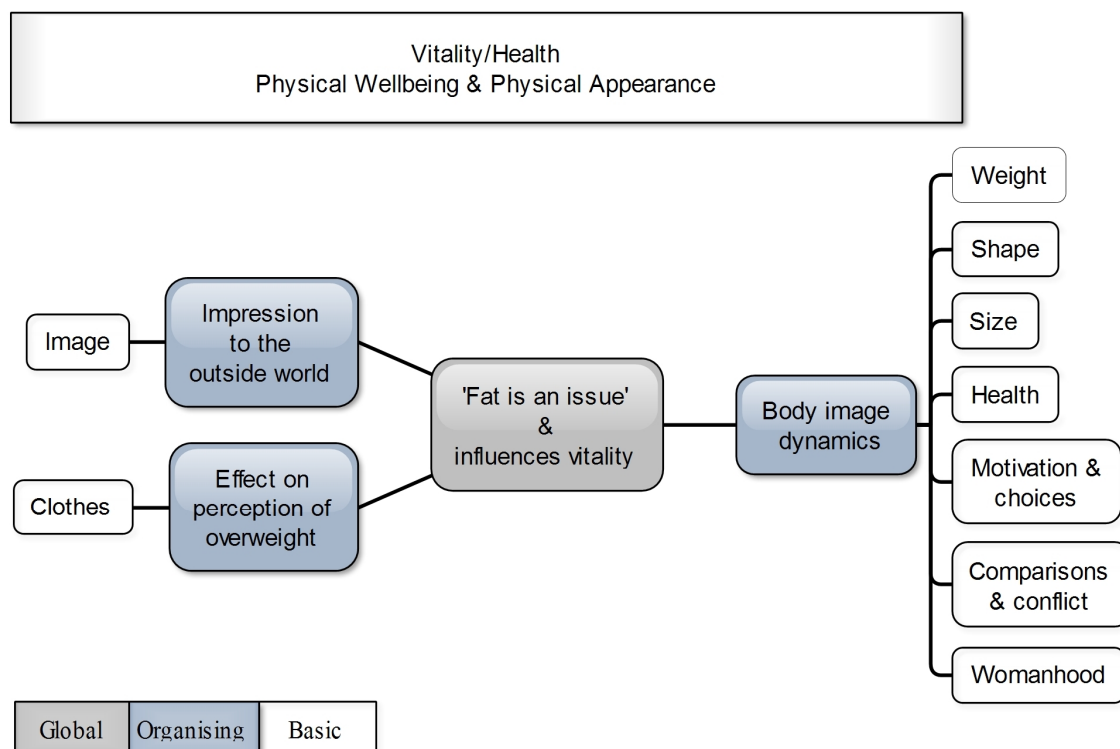 Vitality/Health
Physical Wellbeing & Physical Appearance
Image
Impression
to the
outside world
Clothes
Effect on
perception of
overweight
'Fat is an issue'
&
influences vitality
Body image
dynamics
Weight
Shape
Size
Health
Motivation &
choices
Comparisons
& conflict
Womanhood
Global Organising Basic